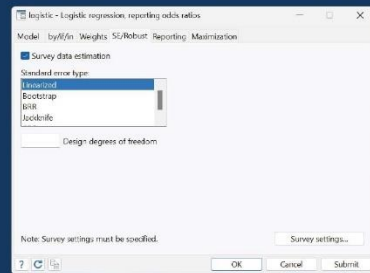 logistic - Logistic regression, reporting odds ratios
Model by/if/in Weights SE/Robust Reporting Maximization
Survey data estimation
Standard error type:
Linearized
Bootstrap
BRR
Jackknife
Design degrees of freedom
Note: Survey settings must be specified.
Survey settings...
? C
OK Cancel Submit